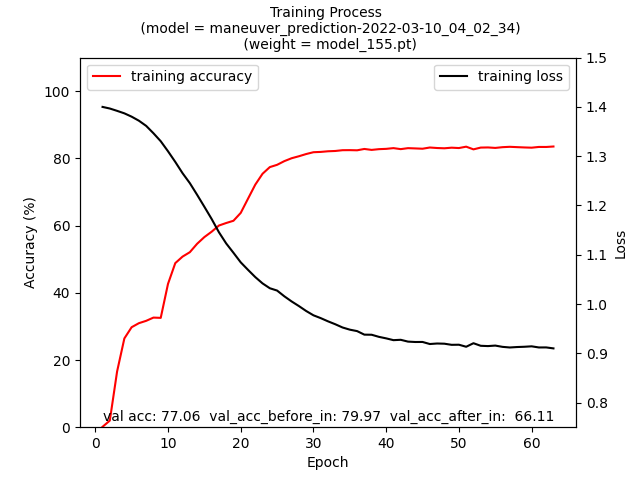 Training Process
(model = maneuver_prediction-2022-03-10_04_02_34)
(weight = model_155.pt)
training accuracy
training loss
Accuracy (%)
100
80
60
40
20
0
1.5
1.4
1.3
1.2
1.1
1.0
0.9
0.8
Loss
val acc: 77.06 val_acc_before_in: 79.97 val_acc_after_in: 66.11
0 10 20 30 40 50 60
Epoch